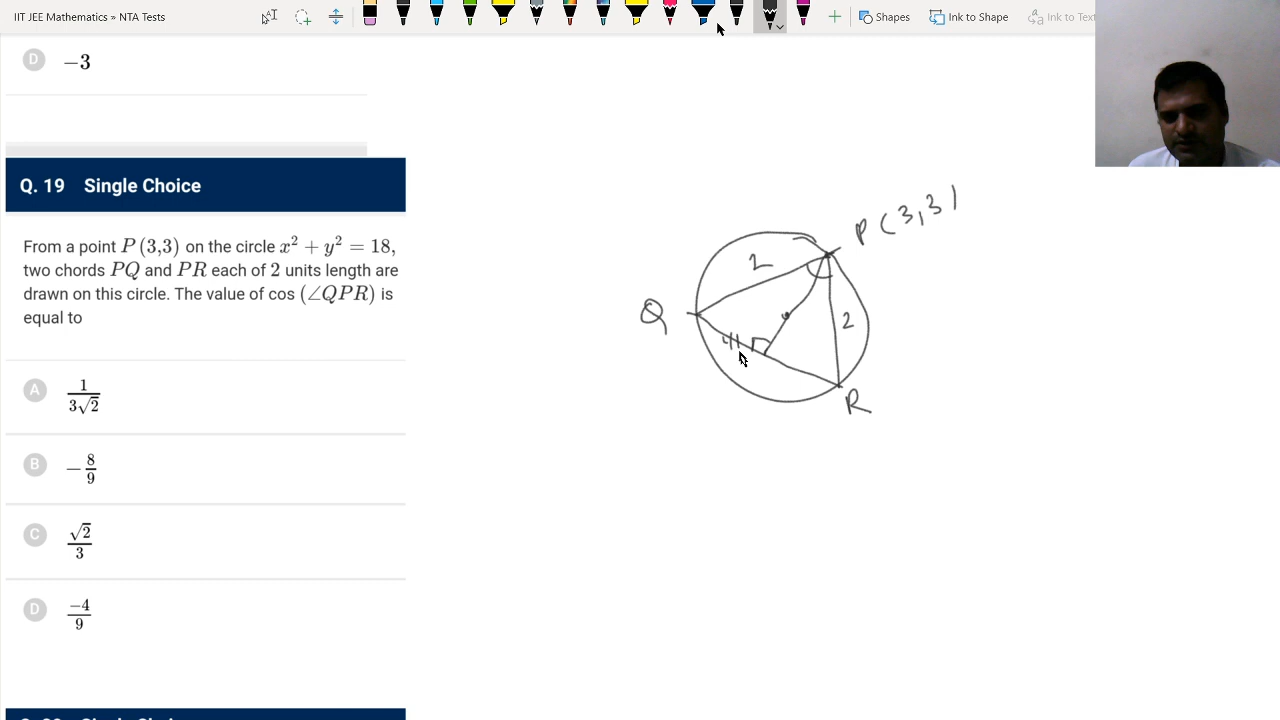 IIT JEE Mathematics » NTA Tests
Shapes
Ink to Shape
Ink to Text
D −3
Q. 19 Single Choice
From a point P (3,3) on the circle x² + y² = 18,
two chords PQ and PR each of 2 units length are
drawn on this circle. The value of cos (∠QPR) is
equal to
A 1/(3√2)
B −8/9
C √2/3
D −4/9
P (3,3)
2
Q
2
R